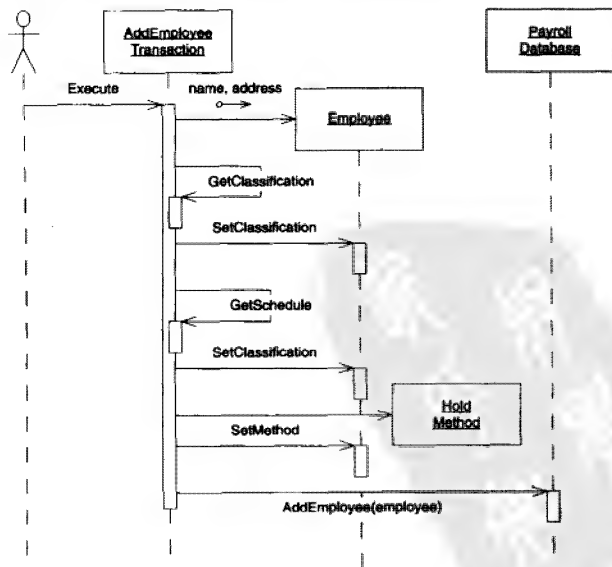 AddEmployee
Transaction
Payroll
Database
Execute
name, address
Employee
GetClassification
SetClassification
GetSchedule
SetClassification
Hold
Method
SetMethod
AddEmployee(employee)